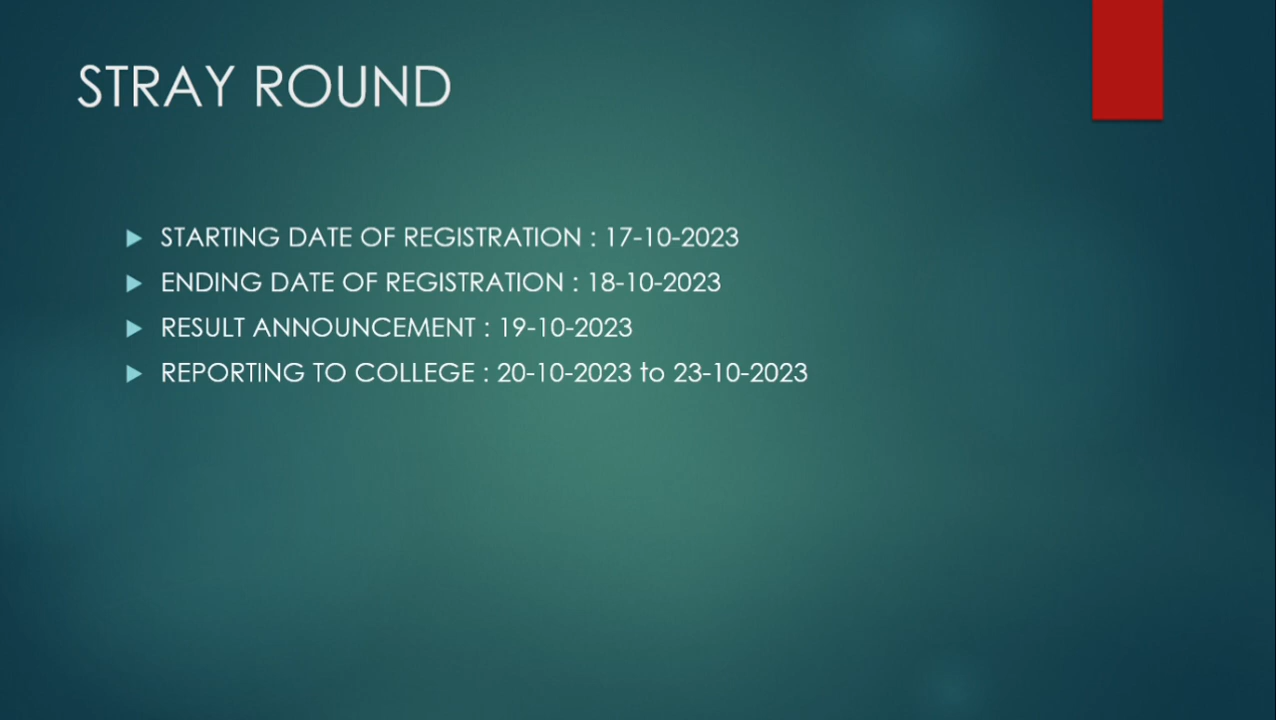 STRAY ROUND
STARTING DATE OF REGISTRATION : 17-10-2023
ENDING DATE OF REGISTRATION : 18-10-2023
RESULT ANNOUNCEMENT : 19-10-2023
REPORTING TO COLLEGE : 20-10-2023 to 23-10-2023